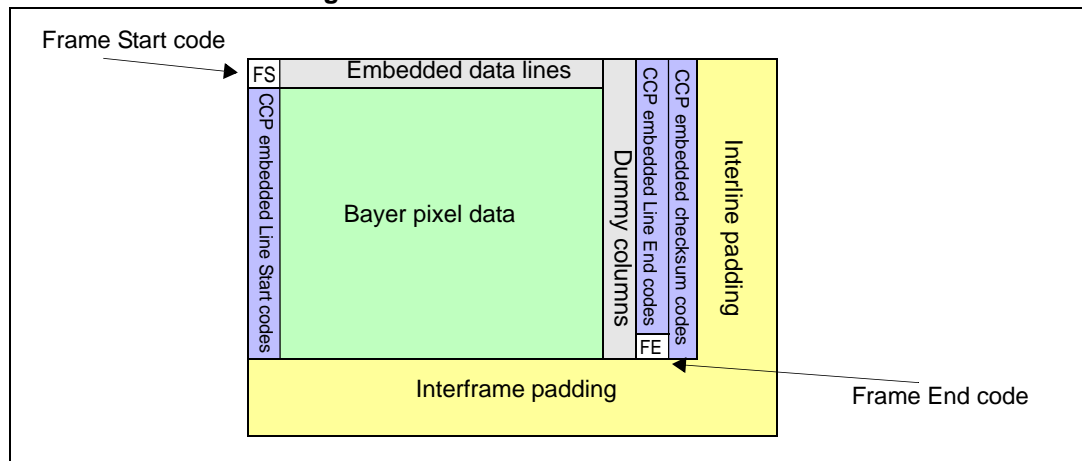 Frame Start code
FS
Embedded data lines
CCP embedded Line Start codes
Bayer pixel data
Dummy columns
CCP embedded Line End codes
FE
CCP embedded checksum codes
Interline padding
Interframe padding
Frame End code